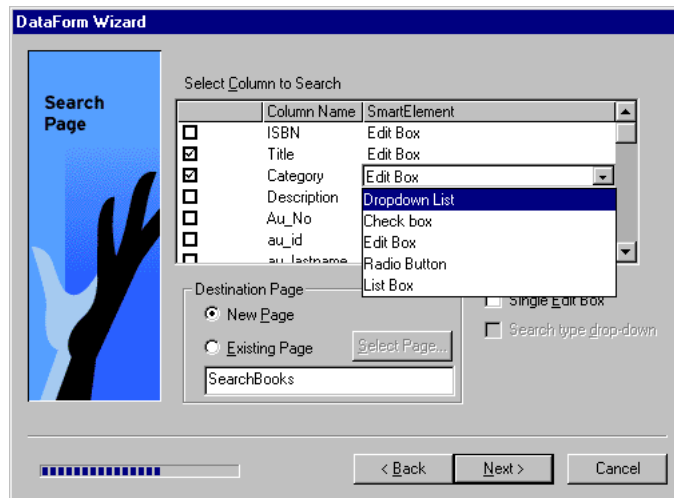 DataForm Wizard
Search
Page
Select Column to Search
Column Name SmartElement
ISBN Edit Box
Title Edit Box
Category Edit Box
Description Dropdown List
Au_No Check box
au_id Edit Box
au_lastname Radio Button
List Box
Destination Page
New Page
Existing Page Select Page...
SearchBooks
Single Edit Box
Search type drop-down
< Back Next > Cancel